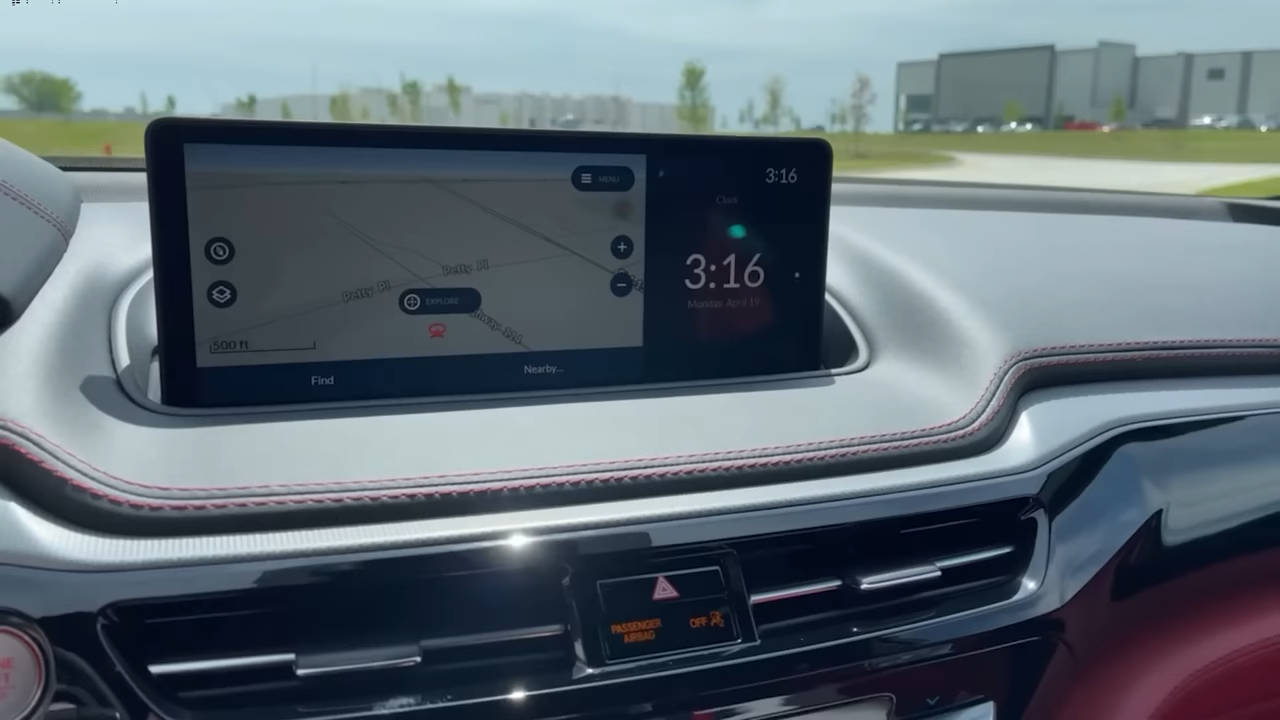 MENU
3:16
Clock
Petty Pl
Petty Pl
EXPLORE
3:16
Monday April 19
500 ft
Find
Nearby...
PASSENGER
AIRBAG
OFF